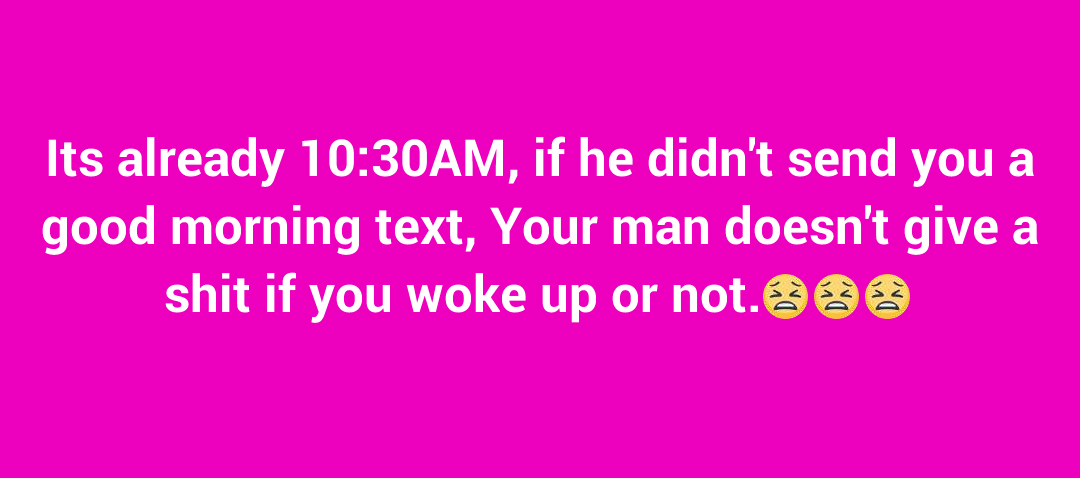 Its already 10:30AM, if he didn't send you a
good morning text, Your man doesn't give a
shit if you woke up or not.😫😫😫